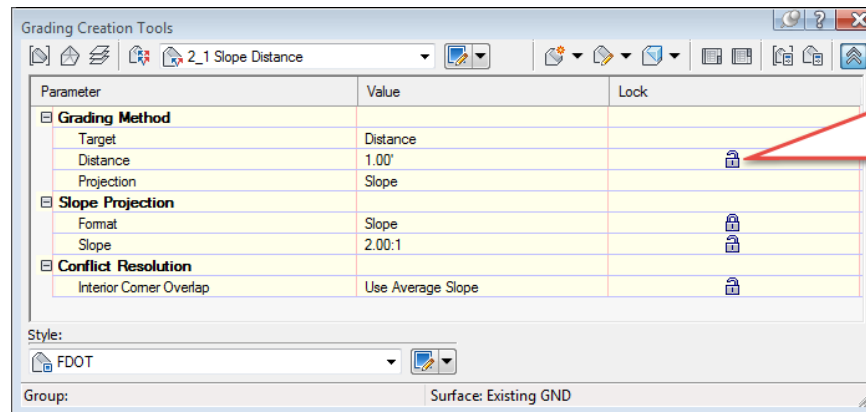 Grading Creation Tools
2_1 Slope Distance
Parameter Value Lock
Grading Method
Target Distance
Distance 1.00'
Projection Slope
Slope Projection
Format Slope
Slope 2.00:1
Conflict Resolution
Interior Corner Overlap Use Average Slope
Style:
FDOT
Group: Surface: Existing GND